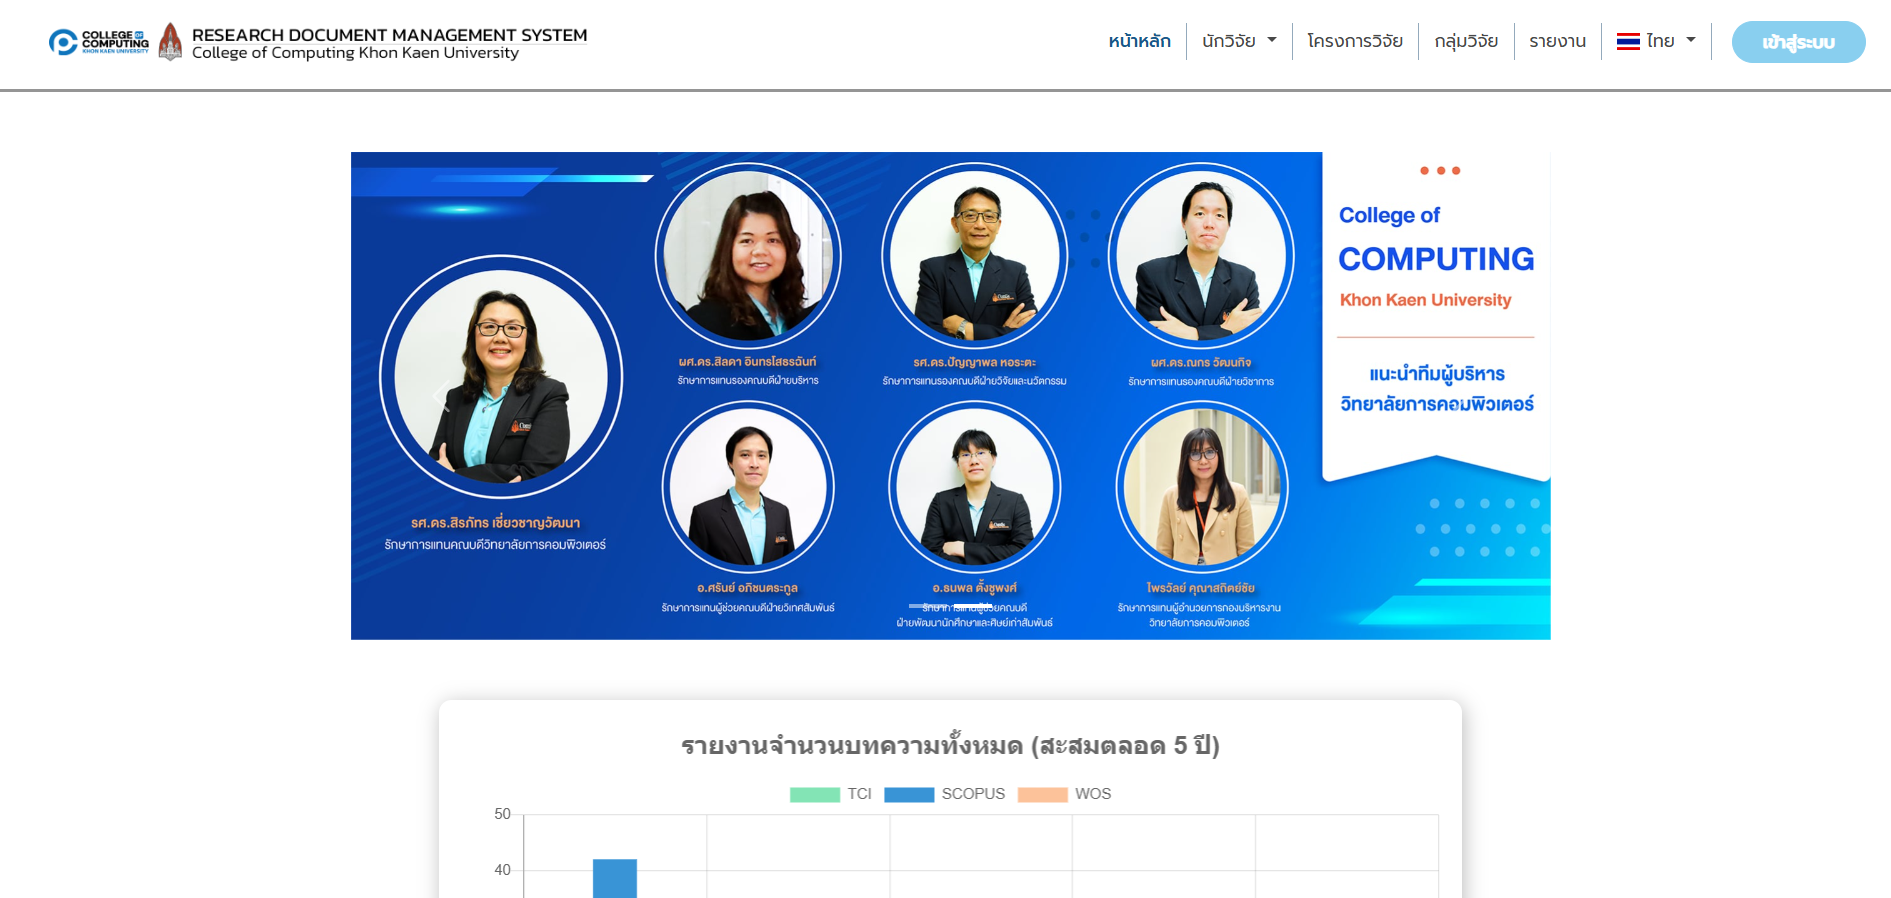 COLLEGE OF
COMPUTING
KHON KAEN UNIVERSITY
RESEARCH DOCUMENT MANAGEMENT SYSTEM
College of Computing Khon Kaen University
หน้าหลัก
นักวิจัย
โครงการวิจัย
กลุ่มวิจัย
รายงาน
ไทย
เข้าสู่ระบบ
College of
COMPUTING
Khon Kaen University
แนะนำทีมผู้บริหาร
วิทยาลัยการคอมพิวเตอร์
รศ.ดร.สิรภัทร เชี่ยวชาญวัฒนา
รักษาการแทนคณบดีวิทยาลัยการคอมพิวเตอร์
ผศ.ดร.สิลดา อินทรโสธรฉันท์
รักษาการแทนรองคณบดีฝ่ายบริหาร
รศ.ดร.ปัญญาพล หอระตะ
รักษาการแทนรองคณบดีฝ่ายวิจัยและนวัตกรรม
ผศ.ดร.ณกร วัฒนกิจ
รักษาการแทนรองคณบดีฝ่ายวิชาการ
อ.ศรันย์ อภิชนตระกูล
รักษาการแทนผู้ช่วยคณบดีฝ่ายวิเทศสัมพันธ์
อ.ธนพล ตั้งชูพงศ์
รักษาการแทนผู้ช่วยคณบดี
ฝ่ายพัฒนานักศึกษาและศิษย์เก่าสัมพันธ์
ไพรวัลย์ คุณาสถิตย์ชัย
รักษาการแทนผู้อำนวยการกองบริหารงาน
วิทยาลัยการคอมพิวเตอร์
รายงานจำนวนบทความทั้งหมด (สะสมตลอด 5 ปี)
TCI
SCOPUS
WOS
50
40